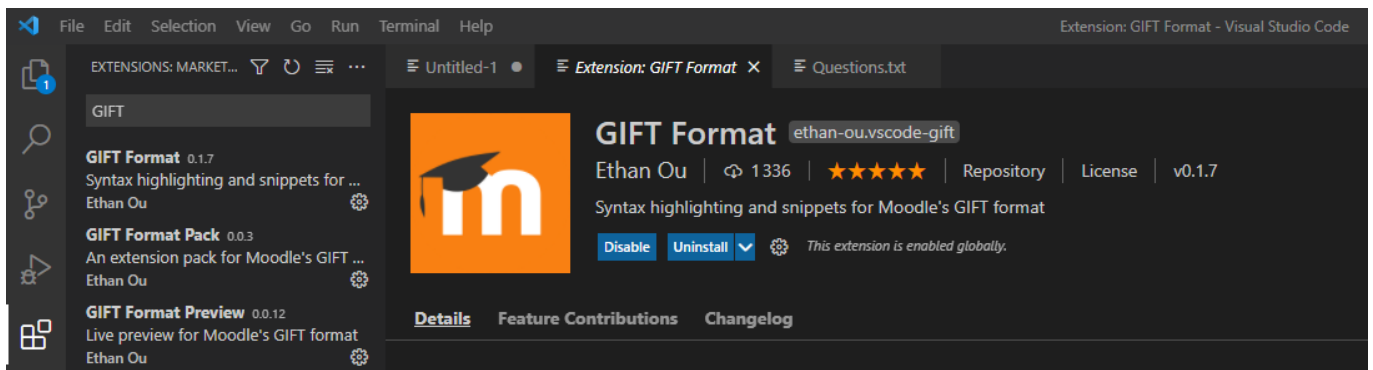 File Edit Selection View Go Run Terminal Help
Extension: GIFT Format - Visual Studio Code
1
EXTENSIONS: MARKET...
GIFT
GIFT Format 0.1.7
Syntax highlighting and snippets for ...
Ethan Ou
GIFT Format Pack 0.0.3
An extension pack for Moodle's GIFT ...
Ethan Ou
GIFT Format Preview 0.0.12
Live preview for Moodle's GIFT format
Ethan Ou
Untitled-1
Extension: GIFT Format
Questions.txt
m
GIFT Format ethan-ou.vscode-gift
Ethan Ou 1336 Repository License v0.1.7
Syntax highlighting and snippets for Moodle's GIFT format
Disable Uninstall This extension is enabled globally.
Details Feature Contributions Changelog